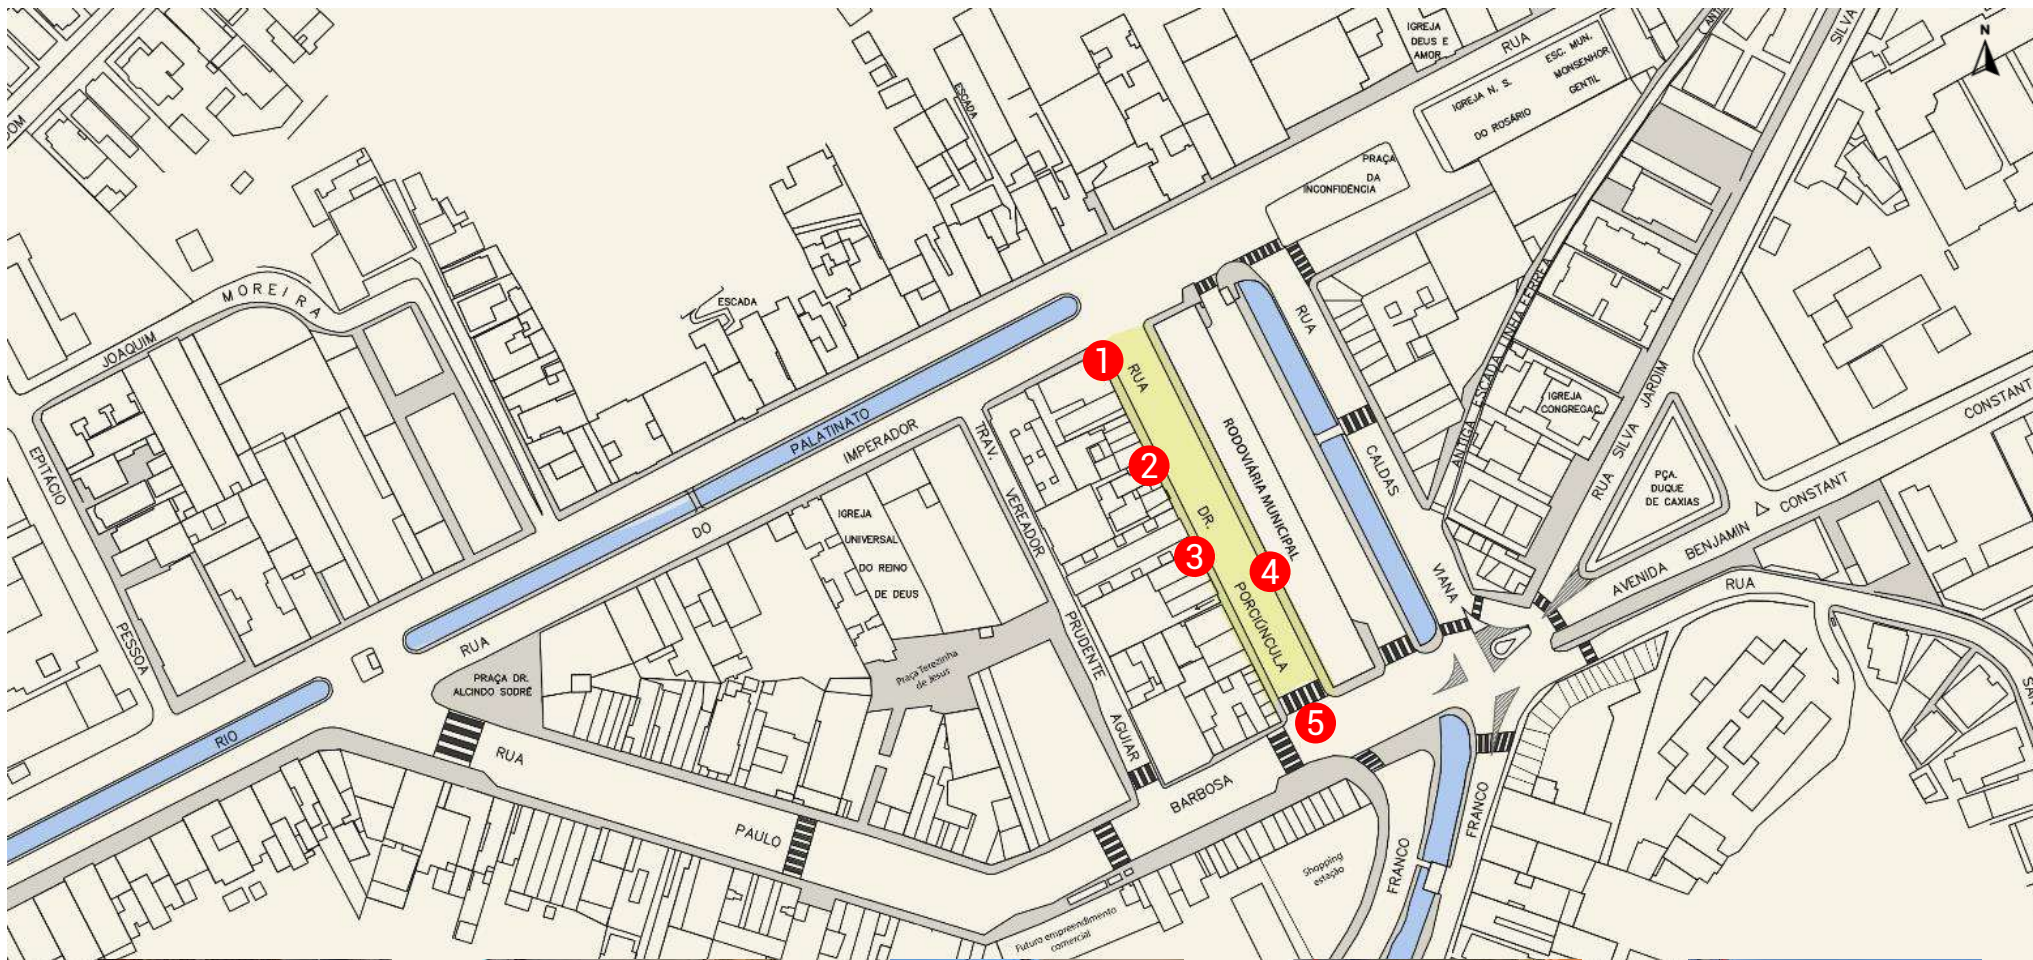 IGREJA
DEUS E
AMOR
RUA
ESC. MUN.
MONSENHOR
GENTIL
IGREJA N. S.
DO ROSÁRIO
SILVA
N
DOM
ESCADA
PRAÇA
DA
INCONFIDÊNCIA
MOREIRA
JOAQUIM
ESCADA
RUA
ANTIGA ESCADA LINHA FERREA
1
RUA
RODOVIÁRIA MUNICIPAL
IGREJA
CONGREGAC.
CONSTANT
PALATINATO
IMPERADOR
DO
RUA
TRAV.
VEREADOR
PRUDENTE
AGUIAR
2
DR.
3
4
PORCIÚNCULA
5
CALDAS
VIANA
RUA SILVA JARDIM
PÇA.
DUQUE
DE CAXIAS
AVENIDA BENJAMIN CONSTANT
RUA
EPITÁCIO
PESSOA
IGREJA
UNIVERSAL
DO REINO
DE DEUS
Praça Terezinha
de Jesus
PRAÇA DR.
ALCINDO SODRÉ
RIO
RUA
PAULO
BARBOSA
FRANCO
FRANCO
Shopping
estação
Futuro empreendimento
comercial